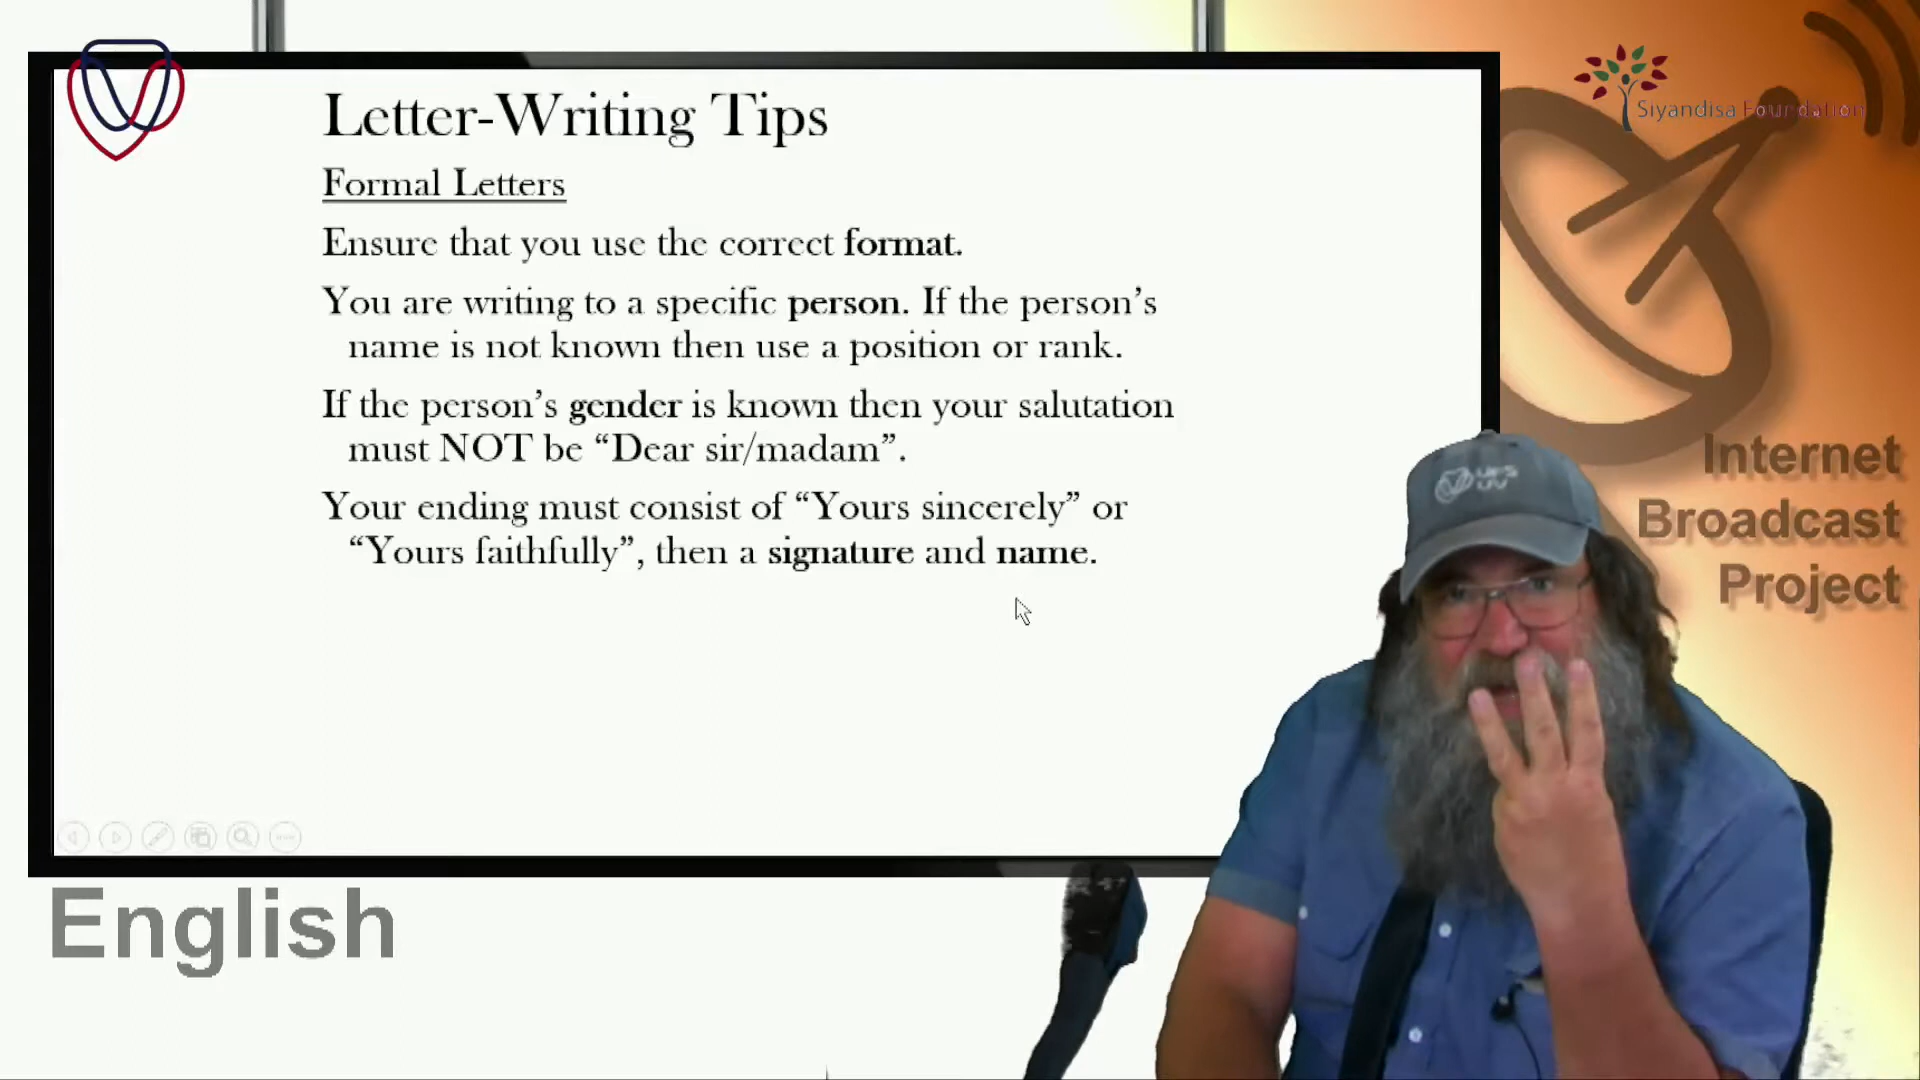 Letter-Writing Tips
Formal Letters
Ensure that you use the correct format.
You are writing to a specific person. If the person's
name is not known then use a position or rank.
If the person's gender is known then your salutation
must NOT be “Dear sir/madam”.
Your ending must consist of “Yours sincerely” or
“Yours faithfully”, then a signature and name.
Siyandisa Foundation
Internet
Broadcast
Project
UFS
UV
English